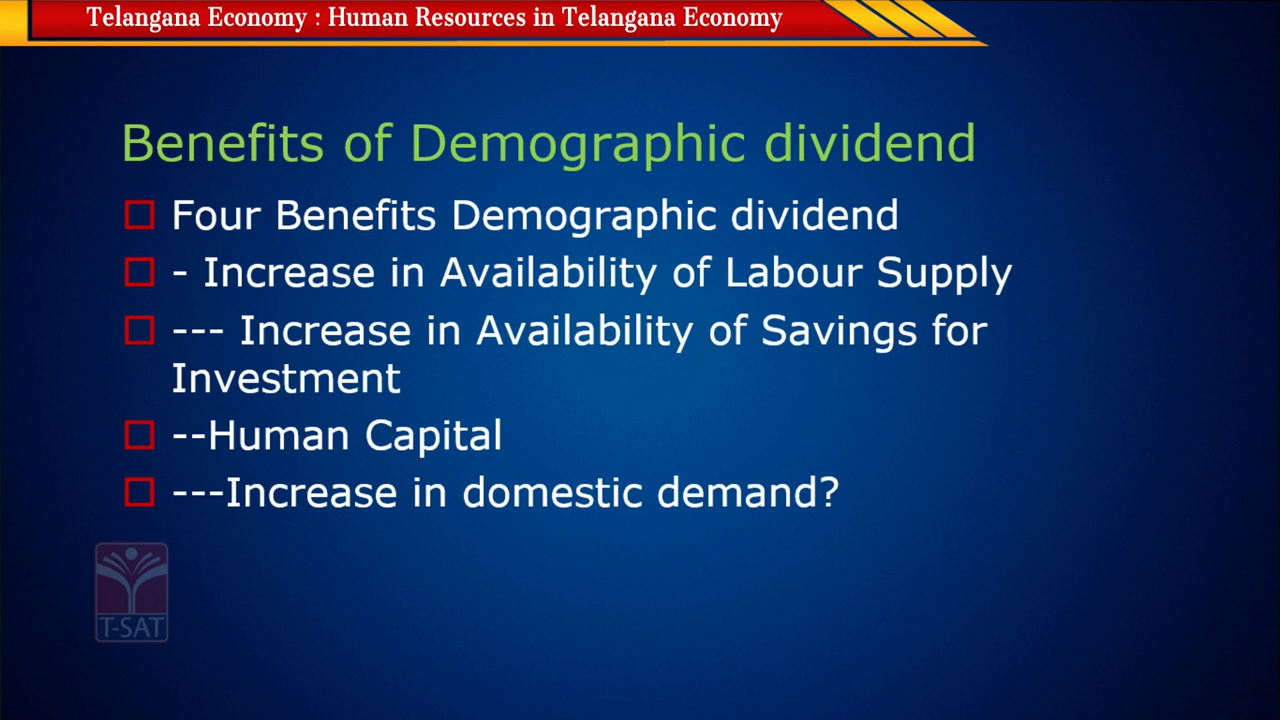 Telangana Economy : Human Resources in Telangana Economy
Benefits of Demographic dividend
Four Benefits Demographic dividend
- Increase in Availability of Labour Supply
--- Increase in Availability of Savings for
Investment
--Human Capital
---Increase in domestic demand?
T-SAT